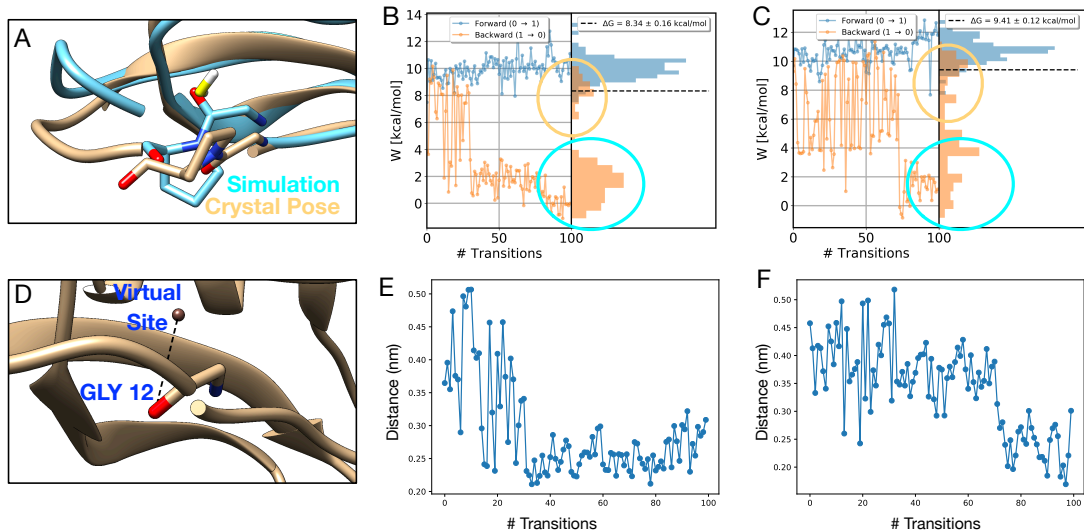 A
Simulation
Crystal Pose
B
Forward (0 → 1)
Backward (1 → 0)
ΔG = 8.34 ± 0.16 kcal/mol
W [kcal/mol]
14
12
10
8
6
4
2
0
0
50
100
# Transitions
C
Forward (0 → 1)
Backward (1 → 0)
ΔG = 9.41 ± 0.12 kcal/mol
W [kcal/mol]
12
10
8
6
4
2
0
0
50
100
# Transitions
D
Virtual
Site
GLY 12
E
Distance (nm)
0.50
0.45
0.40
0.35
0.30
0.25
0.20
0
20
40
60
80
100
# Transitions
F
Distance (nm)
0.50
0.45
0.40
0.35
0.30
0.25
0.20
0
20
40
60
80
100
# Transitions